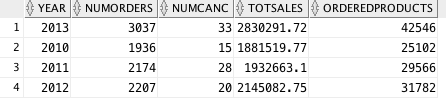 YEAR NUMORDERS NUMCANC TOTSALES ORDEREDPRODUCTS
1 2013 3037 33 2830291.72 42546
2 2010 1936 15 1881519.77 25102
3 2011 2174 28 1932663.1 29566
4 2012 2207 20 2145082.75 31782